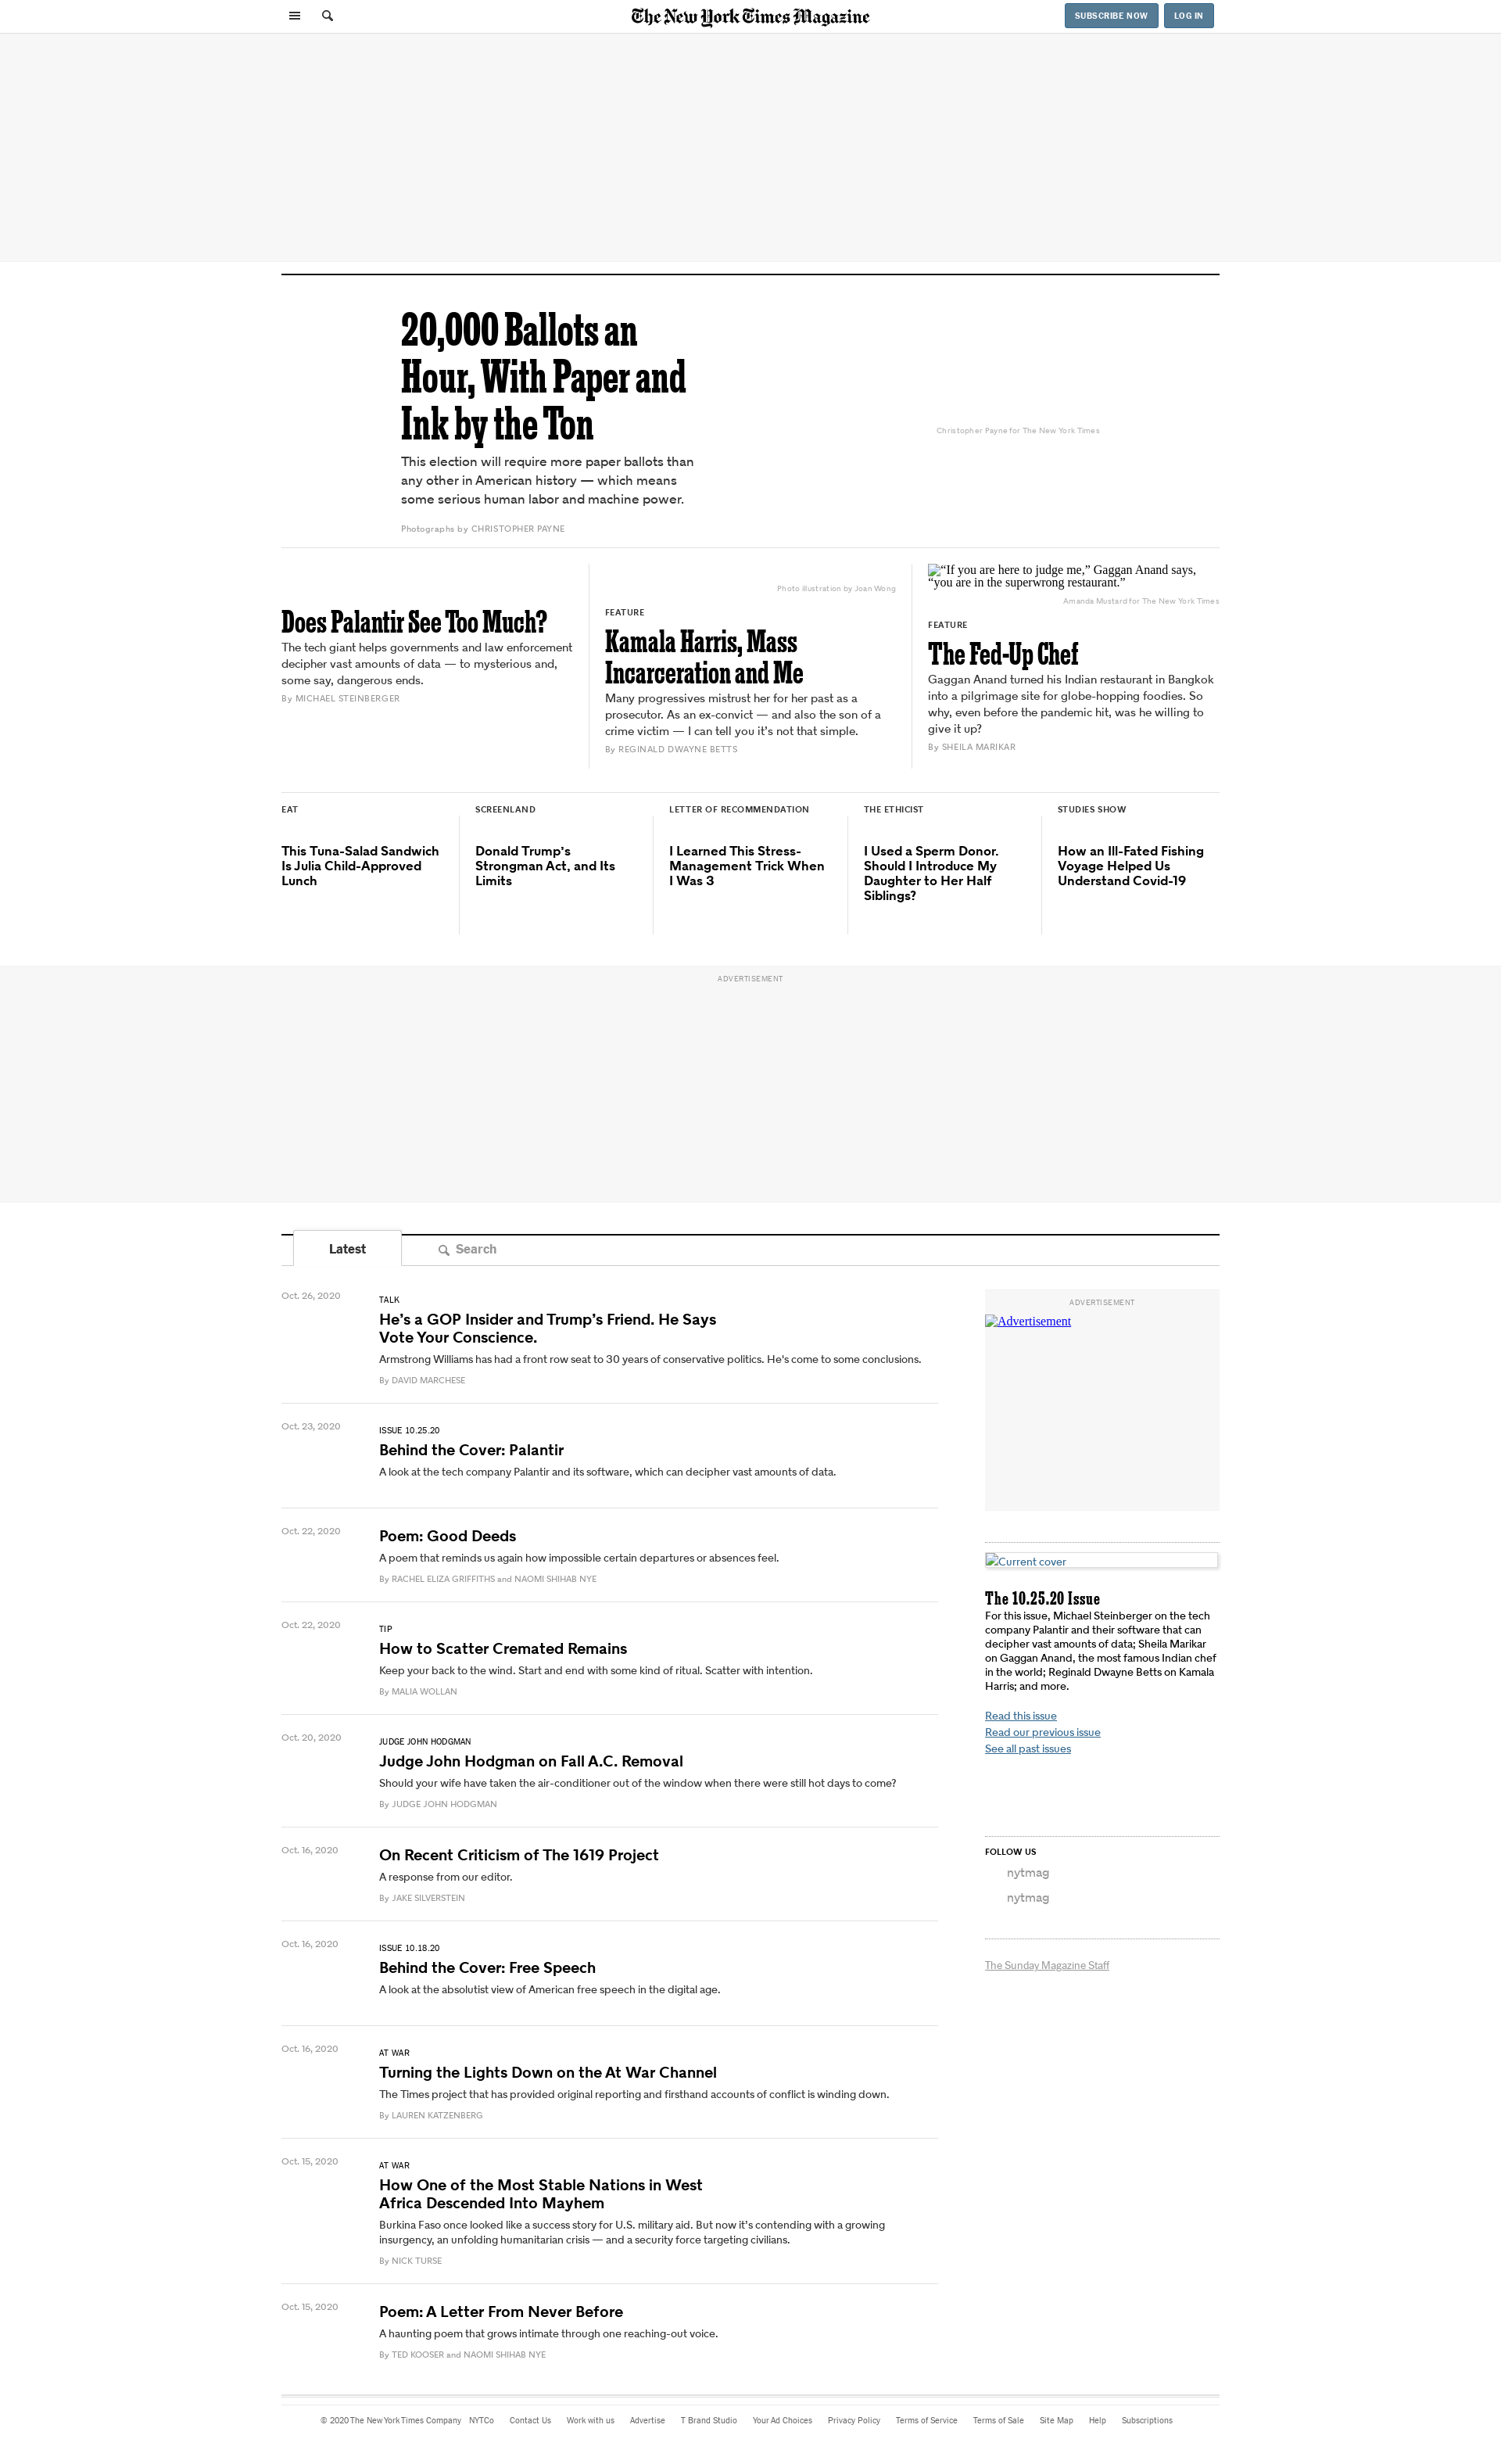 The New York Times Magazine
SUBSCRIBE NOW
LOG IN
20,000 Ballots an
Hour, With Paper and
Ink by the Ton
This election will require more paper ballots than
any other in American history — which means
some serious human labor and machine power.
Photographs by CHRISTOPHER PAYNE
Christopher Payne for The New York Times
Does Palantir See Too Much?
The tech giant helps governments and law enforcement
decipher vast amounts of data — to mysterious and,
some say, dangerous ends.
By MICHAEL STEINBERGER
Photo illustration by Joan Wong
FEATURE
Kamala Harris, Mass
Incarceration and Me
Many progressives mistrust her for her past as a
prosecutor. As an ex-convict — and also the son of a
crime victim — I can tell you it’s not that simple.
By REGINALD DWAYNE BETTS
“If you are here to judge me,” Gaggan Anand says,
“you are in the superwrong restaurant.”
Amanda Mustard for The New York Times
FEATURE
The Fed-Up Chef
Gaggan Anand turned his Indian restaurant in Bangkok
into a pilgrimage site for globe-hopping foodies. So
why, even before the pandemic hit, was he willing to
give it up?
By SHEILA MARIKAR
EAT
This Tuna-Salad Sandwich
Is Julia Child-Approved
Lunch
SCREENLAND
Donald Trump’s
Strongman Act, and Its
Limits
LETTER OF RECOMMENDATION
I Learned This Stress-
Management Trick When
I Was 3
THE ETHICIST
I Used a Sperm Donor.
Should I Introduce My
Daughter to Her Half
Siblings?
STUDIES SHOW
How an Ill-Fated Fishing
Voyage Helped Us
Understand Covid-19
ADVERTISEMENT
Latest
Search
Oct. 26, 2020
TALK
He’s a GOP Insider and Trump’s Friend. He Says
Vote Your Conscience.
Armstrong Williams has had a front row seat to 30 years of conservative politics. He's come to some conclusions.
By DAVID MARCHESE
Oct. 23, 2020
ISSUE 10.25.20
Behind the Cover: Palantir
A look at the tech company Palantir and its software, which can decipher vast amounts of data.
Oct. 22, 2020
Poem: Good Deeds
A poem that reminds us again how impossible certain departures or absences feel.
By RACHEL ELIZA GRIFFITHS and NAOMI SHIHAB NYE
Oct. 22, 2020
TIP
How to Scatter Cremated Remains
Keep your back to the wind. Start and end with some kind of ritual. Scatter with intention.
By MALIA WOLLAN
Oct. 20, 2020
JUDGE JOHN HODGMAN
Judge John Hodgman on Fall A.C. Removal
Should your wife have taken the air-conditioner out of the window when there were still hot days to come?
By JUDGE JOHN HODGMAN
Oct. 16, 2020
On Recent Criticism of The 1619 Project
A response from our editor.
By JAKE SILVERSTEIN
Oct. 16, 2020
ISSUE 10.18.20
Behind the Cover: Free Speech
A look at the absolutist view of American free speech in the digital age.
Oct. 16, 2020
AT WAR
Turning the Lights Down on the At War Channel
The Times project that has provided original reporting and firsthand accounts of conflict is winding down.
By LAUREN KATZENBERG
Oct. 15, 2020
AT WAR
How One of the Most Stable Nations in West
Africa Descended Into Mayhem
Burkina Faso once looked like a success story for U.S. military aid. But now it’s contending with a growing
insurgency, an unfolding humanitarian crisis — and a security force targeting civilians.
By NICK TURSE
Oct. 15, 2020
Poem: A Letter From Never Before
A haunting poem that grows intimate through one reaching-out voice.
By TED KOOSER and NAOMI SHIHAB NYE
ADVERTISEMENT
Advertisement
Current cover
The 10.25.20 Issue
For this issue, Michael Steinberger on the tech
company Palantir and their software that can
decipher vast amounts of data; Sheila Marikar
on Gaggan Anand, the most famous Indian chef
in the world; Reginald Dwayne Betts on Kamala
Harris; and more.
Read this issue
Read our previous issue
See all past issues
FOLLOW US
nytmag
nytmag
The Sunday Magazine Staff
© 2020 The New York Times Company NYTCo Contact Us Work with us Advertise T Brand Studio Your Ad Choices Privacy Policy Terms of Service Terms of Sale Site Map Help Subscriptions